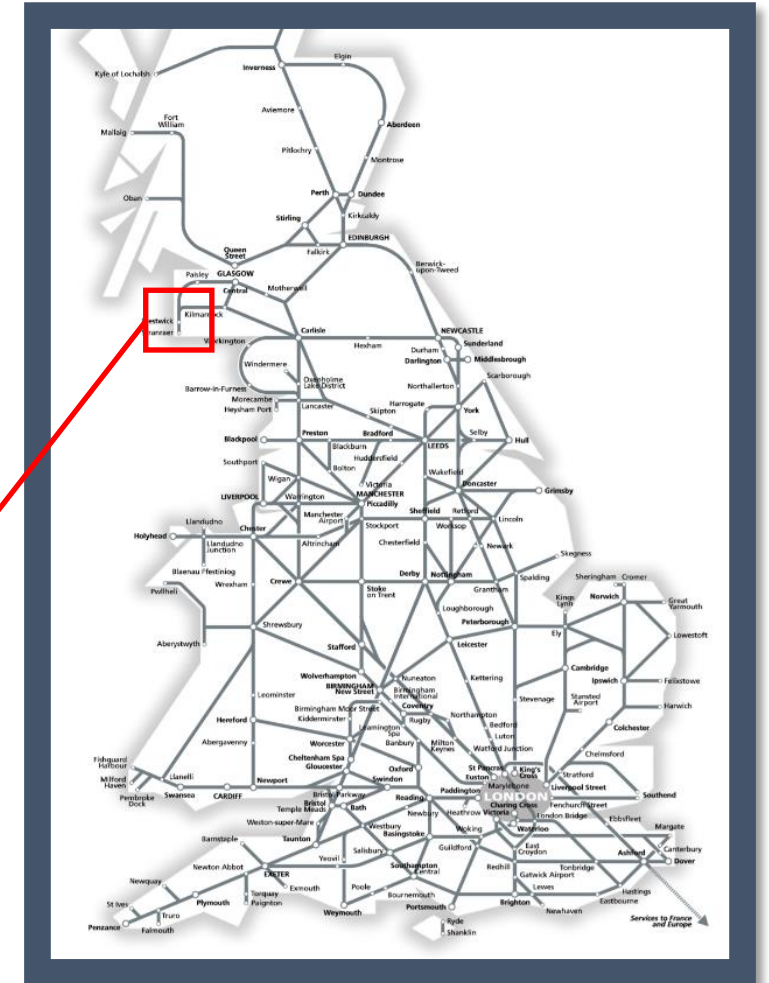 Elgin
Inverness
Kyle of Lochalsh
Aviemore
Fort
William
Mallaig
Aberdeen
Pitlochry
Montrose
Oban
Perth
Dundee
Stirling
Kirkcaldy
EDINBURGH
Queen
Street
Falkirk
GLASGOW
Paisley
Central
Motherwell
Berwick-
upon-Tweed
Kilmarnock
Carlisle
NEWCASTLE
Sunderland
Hexham
Durham
Darlington
Middlesbrough
Windermere
Oxenholme
Lake District
Northallerton
Scarborough
Barrow-in-Furness
Morecambe
Heysham Port
Lancaster
Harrogate
York
Skipton
Blackpool
Preston
Bradford
LEEDS
Selby
Hull
Blackburn
Huddersfield
Southport
Bolton
Wakefield
Wigan
Victoria
MANCHESTER
Piccadilly
Doncaster
Grimsby
LIVERPOOL
Warrington
Manchester
Airport
Stockport
Sheffield
Retford
Worksop
Lincoln
Llandudno
Holyhead
Llandudno
Junction
Chester
Altrincham
Chesterfield
Newark
Skegness
Blaenau Ffestiniog
Pwllheli
Wrexham
Crewe
Stoke
on Trent
Derby
Nottingham
Grantham
Spalding
Sheringham
Cromer
Kings
Lynn
Norwich
Great
Yarmouth
Loughborough
Peterborough
Ely
Lowestoft
Aberystwyth
Shrewsbury
Stafford
Leicester
Wolverhampton
Nuneaton
Kettering
Cambridge
Ipswich
Felixstowe
BIRMINGHAM
New Street
Birmingham
International
Stevenage
Stansted
Airport
Harwich
Leominster
Birmingham Moor Street
Coventry
Kidderminster
Rugby
Northampton
Hereford
Leamington
Spa
Bedford
Colchester
Abergavenny
Worcester
Banbury
Milton
Keynes
Luton
Watford Junction
Chelmsford
Cheltenham Spa
Gloucester
Oxford
St Pancras
Euston
King's
Cross
Stratford
Fishguard
Harbour
Milford
Haven
Pembroke
Dock
Llanelli
Swansea
CARDIFF
Newport
Swindon
Paddington
Marylebone
Liverpool Street
LONDON
Southend
Bristol Parkway
Bristol
Temple Meads
Bath
Reading
Newbury
Heathrow
Victoria
Charing Cross
Fenchurch Street
London Bridge
Ebbsfleet
Weston-super-Mare
Westbury
Basingstoke
Woking
Waterloo
Margate
Barnstaple
Taunton
Salisbury
Guildford
East
Croydon
Canterbury
Newton Abbot
Yeovil
Southampton
Central
Redhill
Gatwick Airport
Tonbridge
Ashford
Dover
Newquay
EXETER
Exmouth
Poole
Bournemouth
Lewes
Hastings
Eastbourne
St Ives
Truro
Plymouth
Torquay
Paignton
Weymouth
Portsmouth
Brighton
Newhaven
Penzance
Falmouth
Ryde
Shanklin
Services to France
and Europe